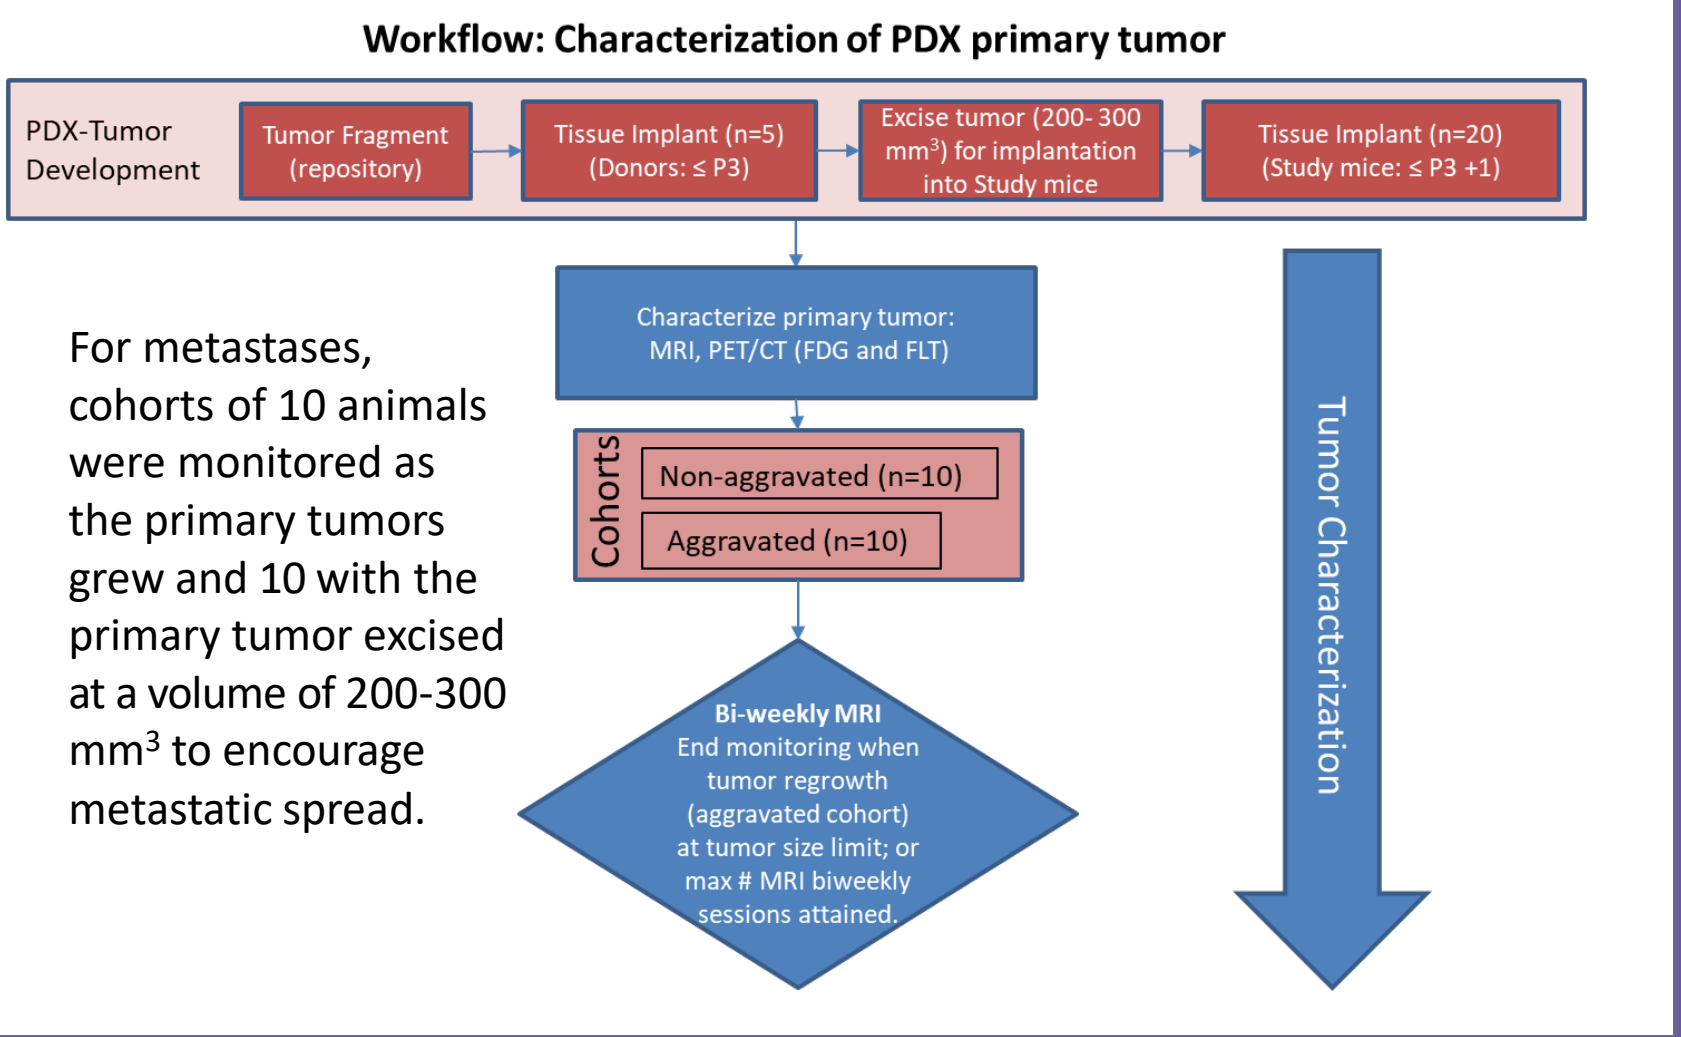 Workflow: Characterization of PDX primary tumor
PDX-Tumor
Development
Tumor Fragment
(repository)
Tissue Implant (n=5)
(Donors: ≤ P3)
Excise tumor (200- 300
mm³) for implantation
into Study mice
Tissue Implant (n=20)
(Study mice: ≤ P3 +1)
Characterize primary tumor:
MRI, PET/CT (FDG and FLT)
For metastases,
cohorts of 10 animals
were monitored as
the primary tumors
grew and 10 with the
primary tumor excised
at a volume of 200-300
mm³ to encourage
metastatic spread.
Cohorts
Non-aggravated (n=10)
Aggravated (n=10)
Bi-weekly MRI
End monitoring when
tumor regrowth
(aggravated cohort)
at tumor size limit; or
max # MRI biweekly
sessions attained.
Tumor Characterization